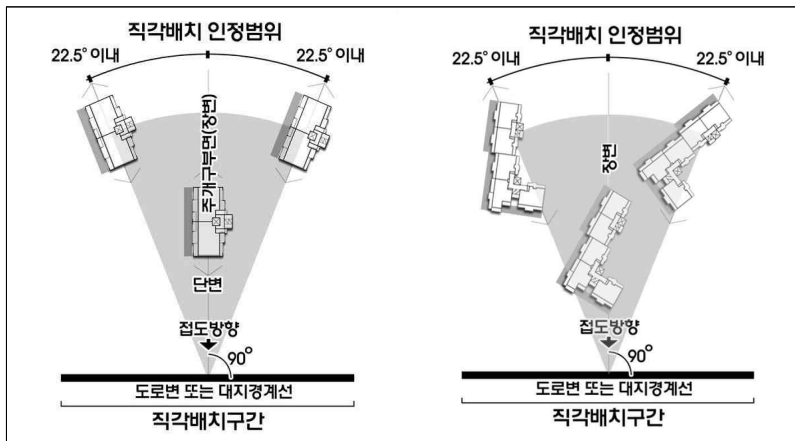 직각배치 인정범위
22.5° 이내
22.5° 이내
주개구부면(장변)
단변
접도방향
90°
도로변 또는 대지경계선
직각배치구간
직각배치 인정범위
22.5° 이내
22.5° 이내
장변
접도방향
90°
도로변 또는 대지경계선
직각배치구간